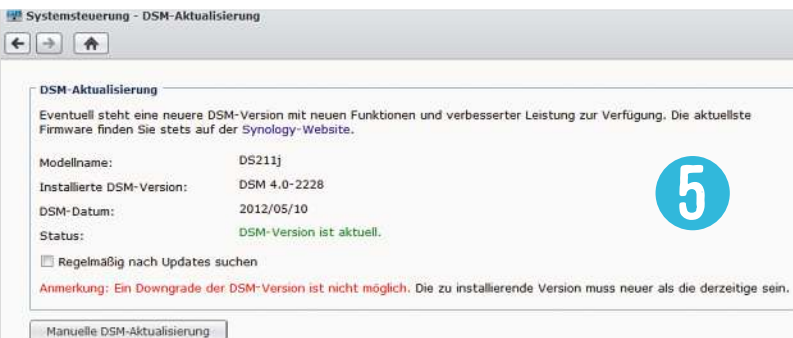 Systemsteuerung - DSM-Aktualisierung
DSM-Aktualisierung
Eventuell steht eine neuere DSM-Version mit neuen Funktionen und verbesserter Leistung zur Verfügung. Die aktuellste
Firmware finden Sie stets auf der Synology-Website.
Modellname: DS211j
Installierte DSM-Version: DSM 4.0-2228
DSM-Datum: 2012/05/10
Status: DSM-Version ist aktuell.
5
Regelmäßig nach Updates suchen
Anmerkung: Ein Downgrade der DSM-Version ist nicht möglich. Die zu installierende Version muss neuer als die derzeitige sein.
Manuelle DSM-Aktualisierung